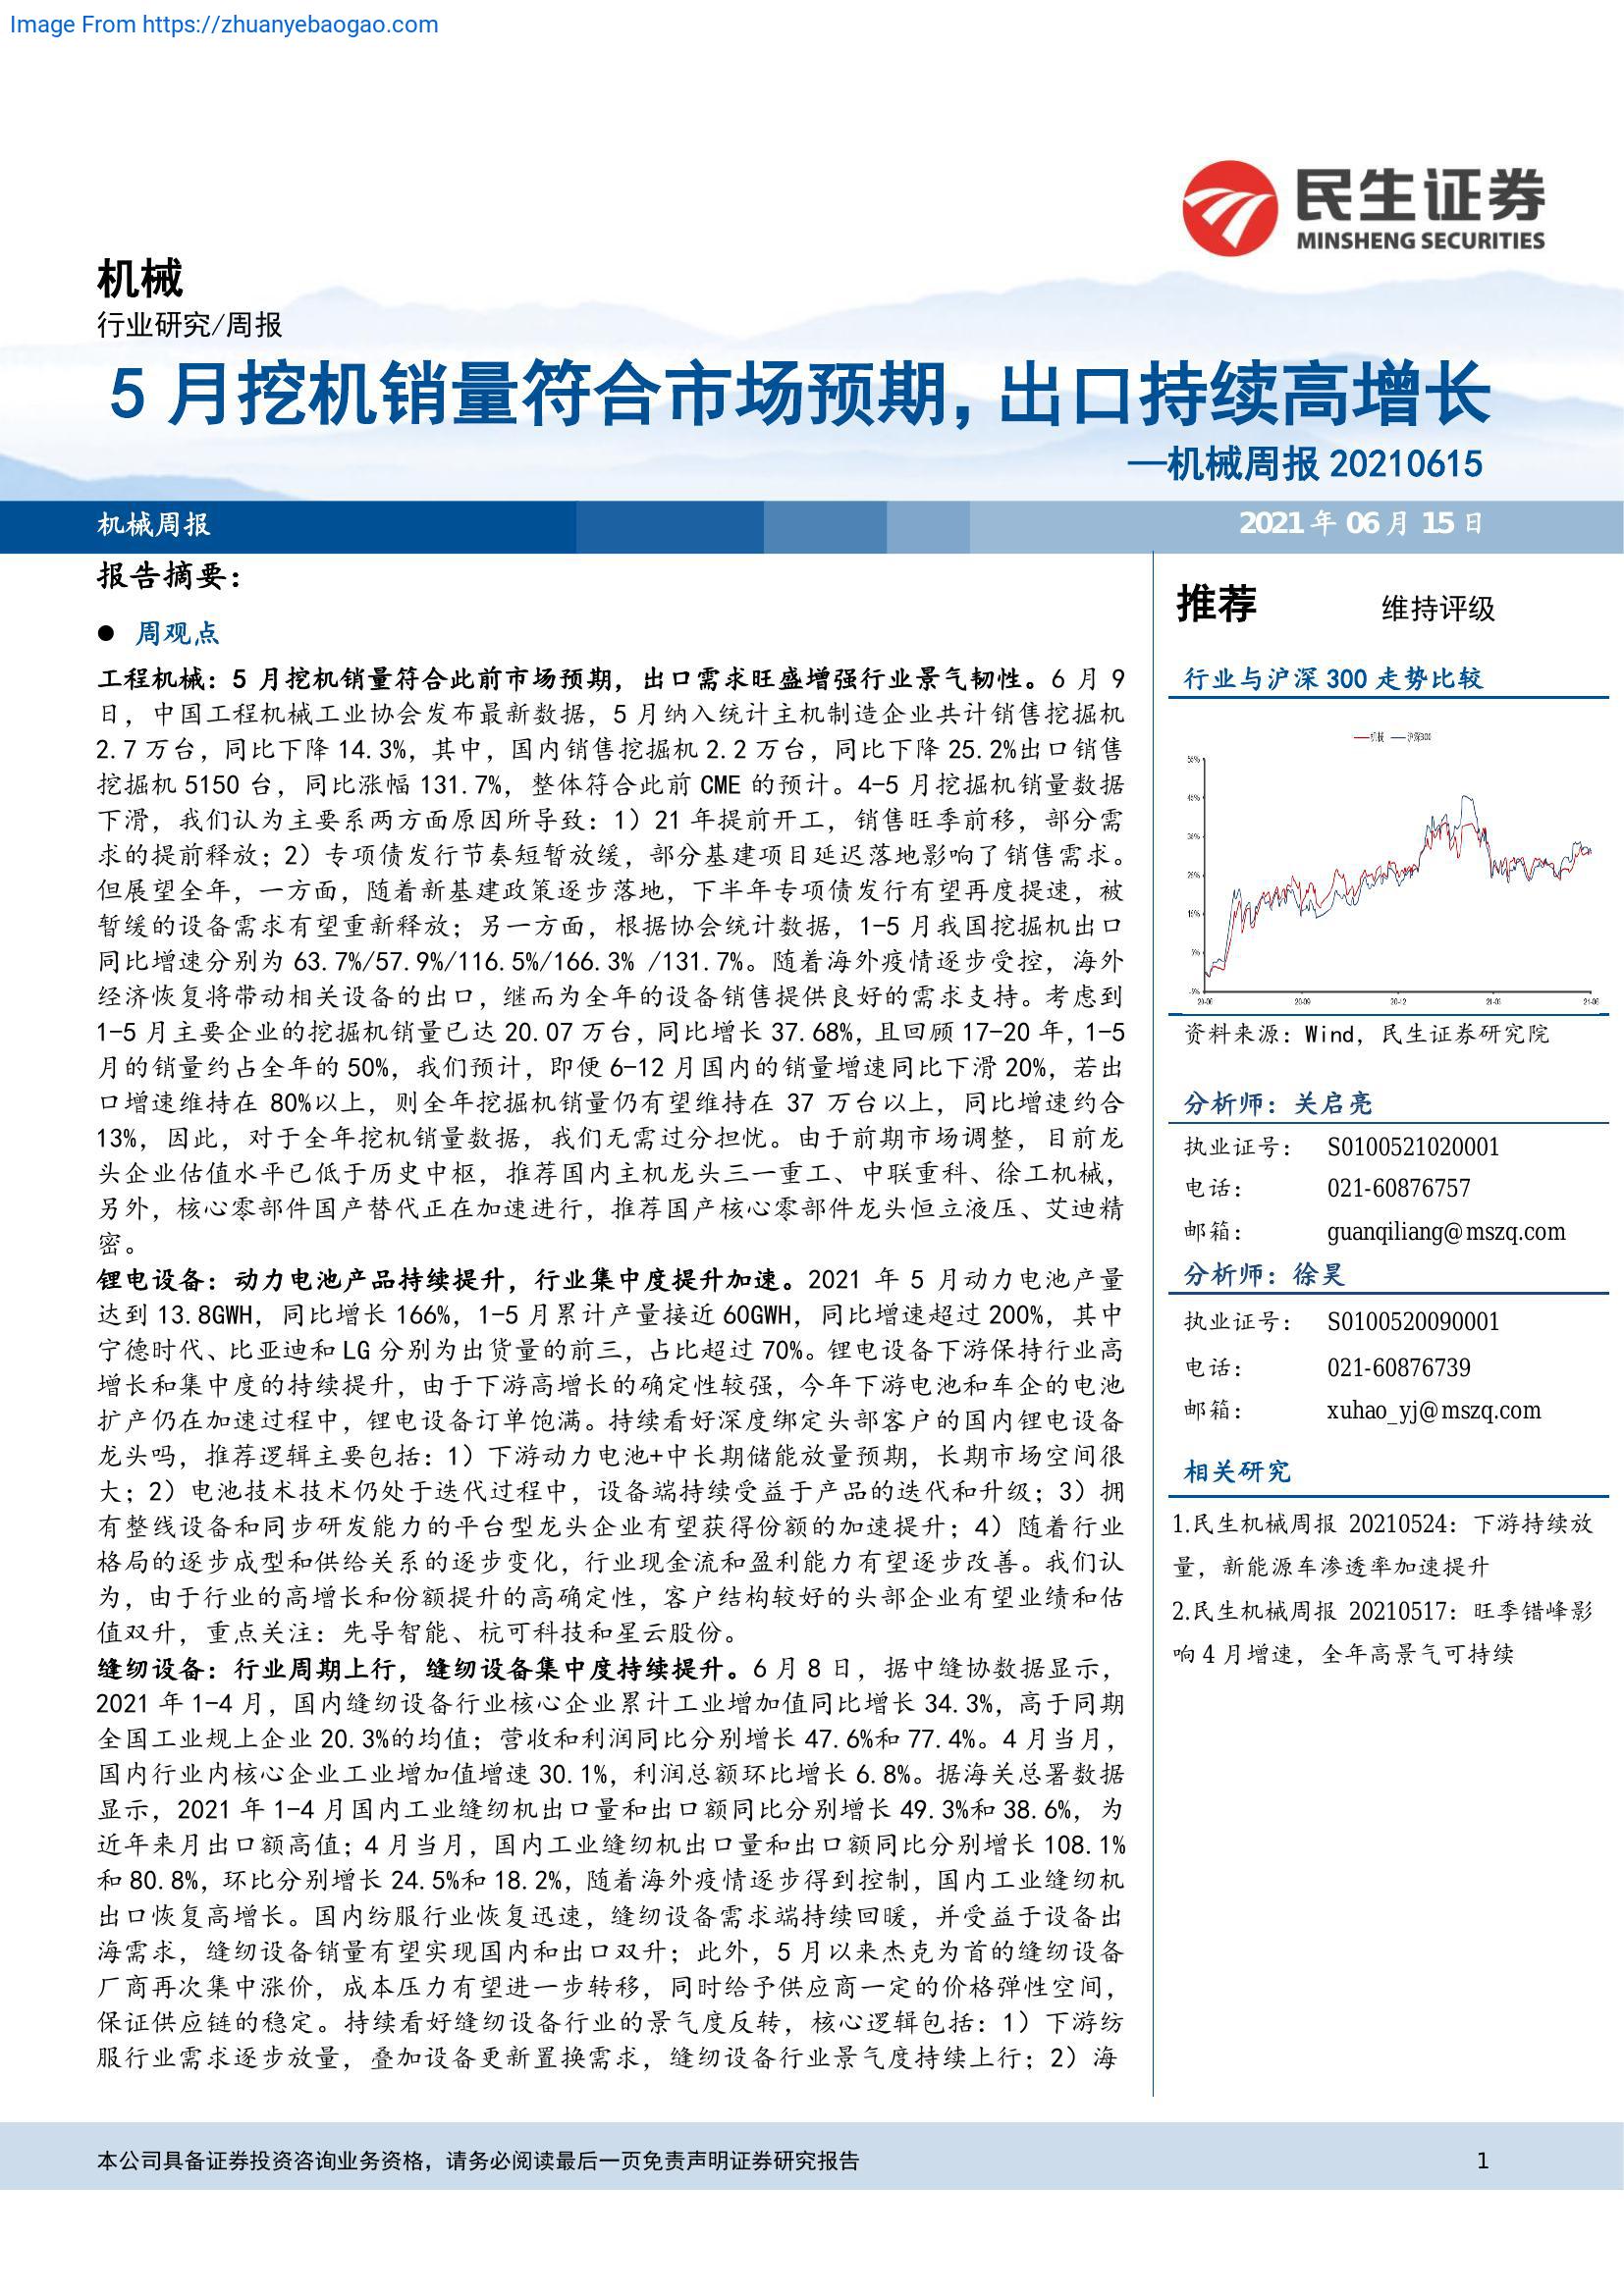 Image From https://zhuanyebaogao.com
民生证券
MINSHENG SECURITIES
机械
行业研究/周报
5 月挖机销量符合市场预期，出口持续高增长
—机械周报 20210615
机械周报
2021 年 06 月 15 日
报告摘要：
● 周观点
工程机械：5 月挖机销量符合此前市场预期，出口需求旺盛增强行业景气韧性。6 月 9
日，中国工程机械工业协会发布最新数据，5 月纳入统计主机制造企业共计销售挖掘机
2.7 万台，同比下降 14.3%，其中，国内销售挖掘机 2.2 万台，同比下降 25.2%出口销售
挖掘机 5150 台，同比涨幅 131.7%，整体符合此前 CME 的预计。4-5 月挖掘机销量数据
下滑，我们认为主要系两方面原因所导致：1）21 年提前开工，销售旺季前移，部分需
求的提前释放；2）专项债发行节奏短暂放缓，部分基建项目延迟落地影响了销售需求。
但展望全年，一方面，随着新基建政策逐步落地，下半年专项债发行有望再度提速，被
暂缓的设备需求有望重新释放；另一方面，根据协会统计数据，1-5 月我国挖掘机出口
同比增速分别为 63.7%/57.9%/116.5%/166.3% /131.7%。随着海外疫情逐步受控，海外
经济恢复将带动相关设备的出口，继而为全年的设备销售提供良好的需求支持。考虑到
1-5 月主要企业的挖掘机销量已达 20.07 万台，同比增长 37.68%，且回顾 17-20 年，1-5
月的销量约占全年的 50%，我们预计，即便 6-12 月国内的销量增速同比下滑 20%，若出
口增速维持在 80%以上，则全年挖掘机销量仍有望维持在 37 万台以上，同比增速约合
13%，因此，对于全年挖机销量数据，我们无需过分担忧。由于前期市场调整，目前龙
头企业估值水平已低于历史中枢，推荐国内主机龙头三一重工、中联重科、徐工机械，
另外，核心零部件国产替代正在加速进行，推荐国产核心零部件龙头恒立液压、艾迪精
密。
锂电设备：动力电池产品持续提升，行业集中度提升加速。2021 年 5 月动力电池产量
达到 13.8GWH，同比增长 166%，1-5 月累计产量接近 60GWH，同比增速超过 200%，其中
宁德时代、比亚迪和 LG 分别为出货量的前三，占比超过 70%。锂电设备下游保持行业高
增长和集中度的持续提升，由于下游高增长的确定性较强，今年下游电池和车企的电池
扩产仍在加速过程中，锂电设备订单饱满。持续看好深度绑定头部客户的国内锂电设备
龙头吗，推荐逻辑主要包括：1）下游动力电池+中长期储能放量预期，长期市场空间很
大；2）电池技术技术仍处于迭代过程中，设备端持续受益于产品的迭代和升级；3）拥
有整线设备和同步研发能力的平台型龙头企业有望获得份额的加速提升；4）随着行业
格局的逐步成型和供给关系的逐步变化，行业现金流和盈利能力有望逐步改善。我们认
为，由于行业的高增长和份额提升的高确定性，客户结构较好的头部企业有望业绩和估
值双升，重点关注：先导智能、杭可科技和星云股份。
缝纫设备：行业周期上行，缝纫设备集中度持续提升。6 月 8 日，据中缝协数据显示，
2021 年 1-4 月，国内缝纫设备行业核心企业累计工业增加值同比增长 34.3%，高于同期
全国工业规上企业 20.3%的均值；营收和利润同比分别增长 47.6%和 77.4%。4 月当月，
国内行业内核心企业工业增加值增速 30.1%，利润总额环比增长 6.8%。据海关总署数据
显示，2021 年 1-4 月国内工业缝纫机出口量和出口额同比分别增长 49.3%和 38.6%，为
近年来月出口额高值；4 月当月，国内工业缝纫机出口量和出口额同比分别增长 108.1%
和 80.8%，环比分别增长 24.5%和 18.2%，随着海外疫情逐步得到控制，国内工业缝纫机
出口恢复高增长。国内纺服行业恢复迅速，缝纫设备需求端持续回暖，并受益于设备出
海需求，缝纫设备销量有望实现国内和出口双升；此外，5 月以来杰克为首的缝纫设备
厂商再次集中涨价，成本压力有望进一步转移，同时给予供应商一定的价格弹性空间，
保证供应链的稳定。持续看好缝纫设备行业的景气度反转，核心逻辑包括：1）下游纺
服行业需求逐步放量，叠加设备更新置换需求，缝纫设备行业景气度持续上行；2）海
推荐 维持评级
行业与沪深 300 走势比较
机械 沪深300
资料来源：Wind，民生证券研究院
分析师：关启亮
执业证号： S0100521020001
电话： 021-60876757
邮箱： guanqiliang@mszq.com
分析师：徐昊
执业证号： S0100520090001
电话： 021-60876739
邮箱： xuhao_yj@mszq.com
相关研究
1.民生机械周报 20210524：下游持续放
量，新能源车渗透率加速提升
2.民生机械周报 20210517：旺季错峰影
响 4 月增速，全年高景气可持续
本公司具备证券投资咨询业务资格，请务必阅读最后一页免责声明证券研究报告
1